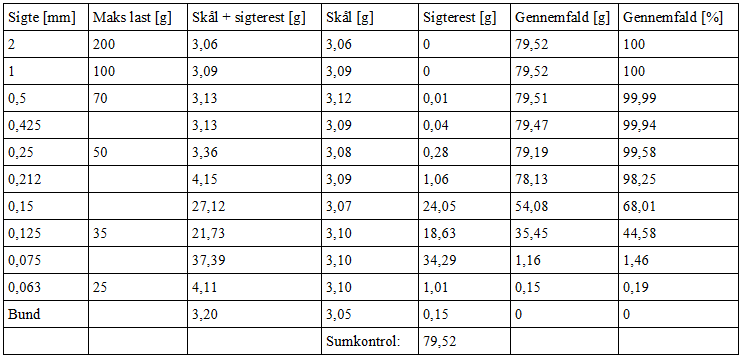 Sigte [mm] Maks last [g] Skål + sigterest [g] Skål [g] Sigterest [g] Gennemfald [g] Gennemfald [%]
2 200 3,06 3,06 0 79,52 100
1 100 3,09 3,09 0 79,52 100
0,5 70 3,13 3,12 0,01 79,51 99,99
0,425 3,13 3,09 0,04 79,47 99,94
0,25 50 3,36 3,08 0,28 79,19 99,58
0,212 4,15 3,09 1,06 78,13 98,25
0,15 27,12 3,07 24,05 54,08 68,01
0,125 35 21,73 3,10 18,63 35,45 44,58
0,075 37,39 3,10 34,29 1,16 1,46
0,063 25 4,11 3,10 1,01 0,15 0,19
Bund 3,20 3,05 0,15 0 0
Sumkontrol: 79,52